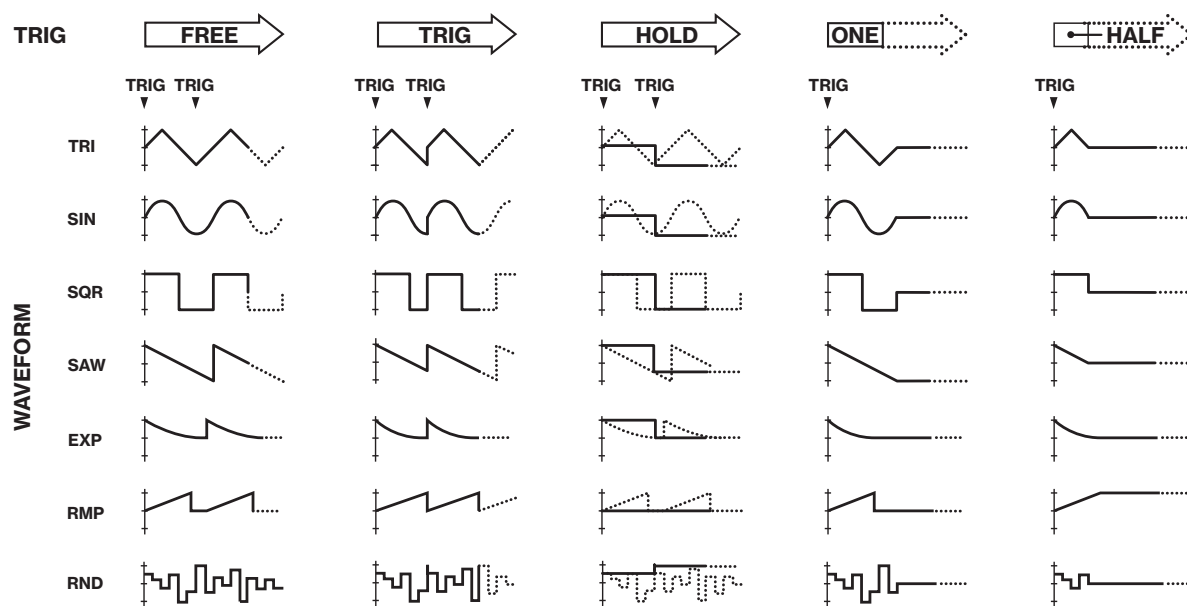 TRIG FREE TRIG HOLD ONE HALF
TRIG TRIG TRIG TRIG TRIG TRIG TRIG TRIG
WAVEFORM
TRI
SIN
SQR
SAW
EXP
RMP
RND